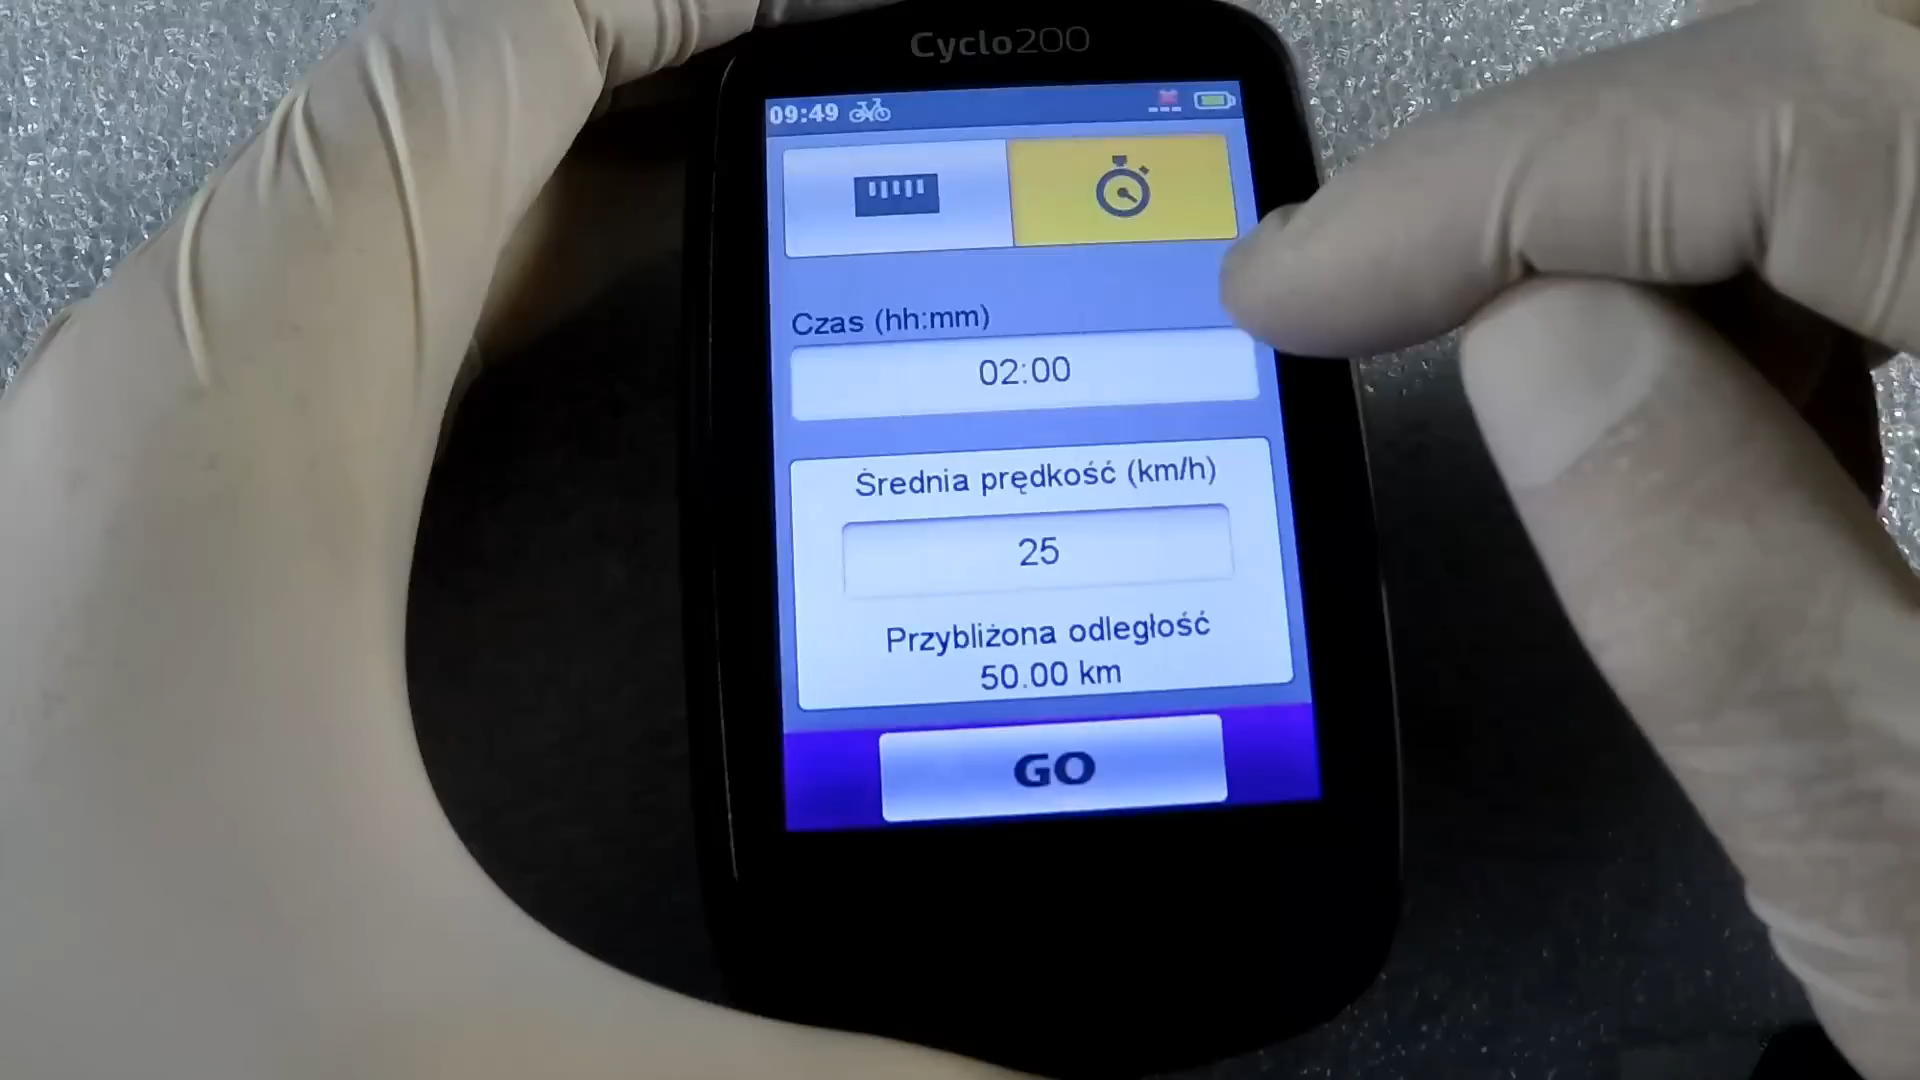 Cyclo200
09:49
Czas (hh:mm)
02:00
Średnia prędkość (km/h)
25
Przybliżona odległość
50.00 km
GO